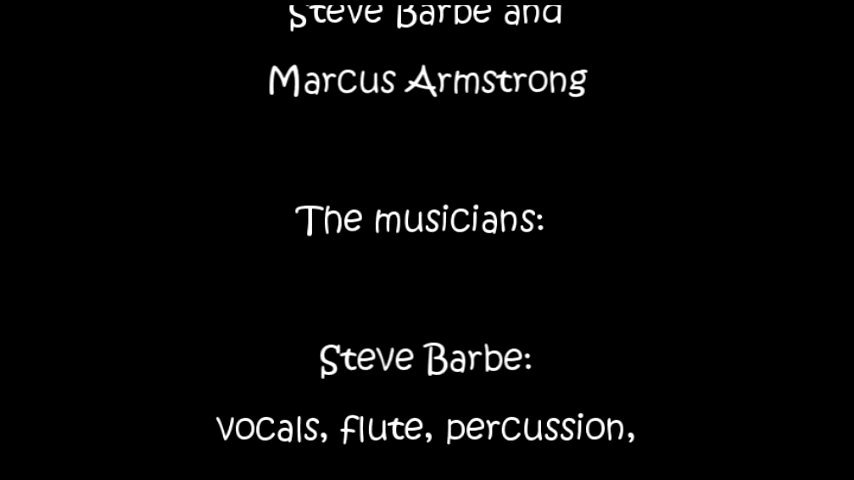 Steve Barbe and
Marcus Armstrong
The musicians:
Steve Barbe:
vocals, flute, percussion,